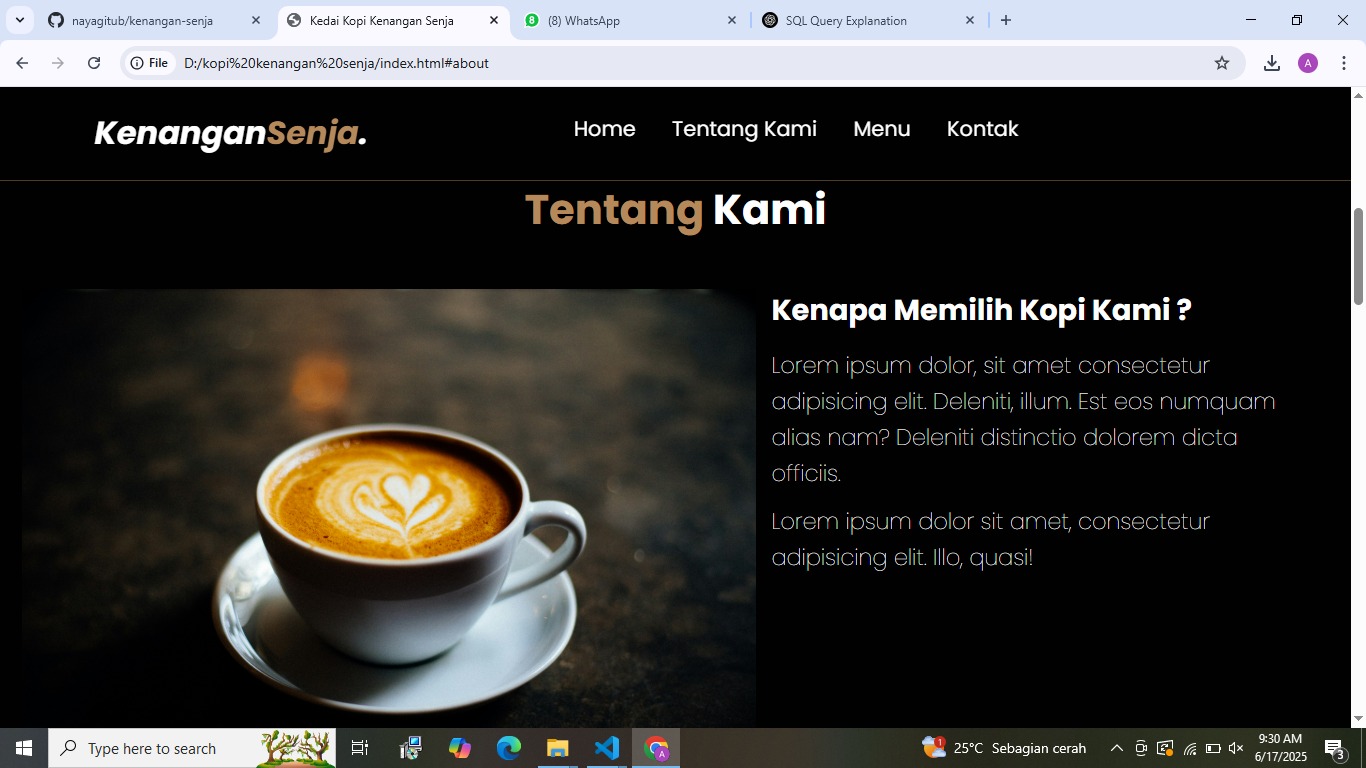 nayagitub/kenangan-senja
Kedai Kopi Kenangan Senja
(8) WhatsApp
SQL Query Explanation
File
D:/kopi%20kenangan%20senja/index.html#about
A
KenanganSenja.
Home
Tentang Kami
Menu
Kontak
Tentang Kami
Kenapa Memilih Kopi Kami ?
Lorem ipsum dolor, sit amet consectetur
adipisicing elit. Deleniti, illum. Est eos numquam
alias nam? Deleniti distinctio dolorem dicta
officiis.
Lorem ipsum dolor sit amet, consectetur
adipisicing elit. Illo, quasi!
Type here to search
A
1
25°C Sebagian cerah
9:30 AM
6/17/2025
3